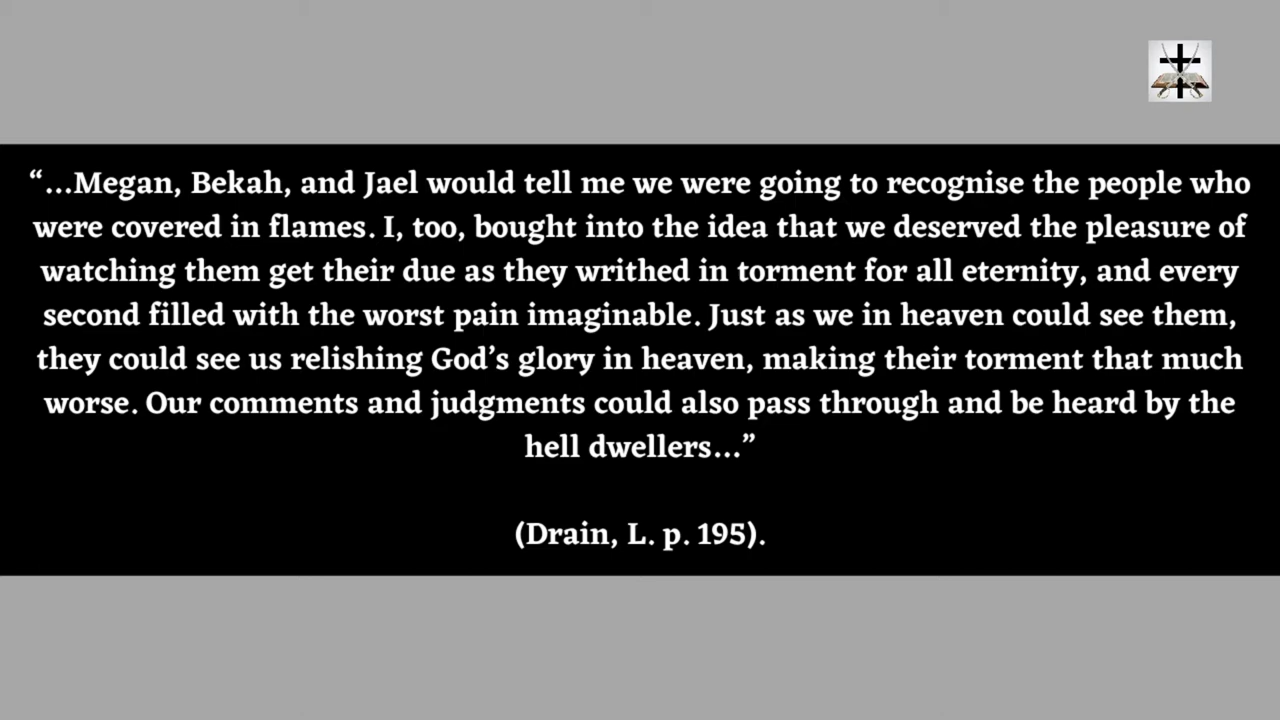 “...Megan, Bekah, and Jael would tell me we were going to recognise the people who
were covered in flames. I, too, bought into the idea that we deserved the pleasure of
watching them get their due as they writhed in torment for all eternity, and every
second filled with the worst pain imaginable. Just as we in heaven could see them,
they could see us relishing God’s glory in heaven, making their torment that much
worse. Our comments and judgments could also pass through and be heard by the
hell dwellers...”
(Drain, L. p. 195).